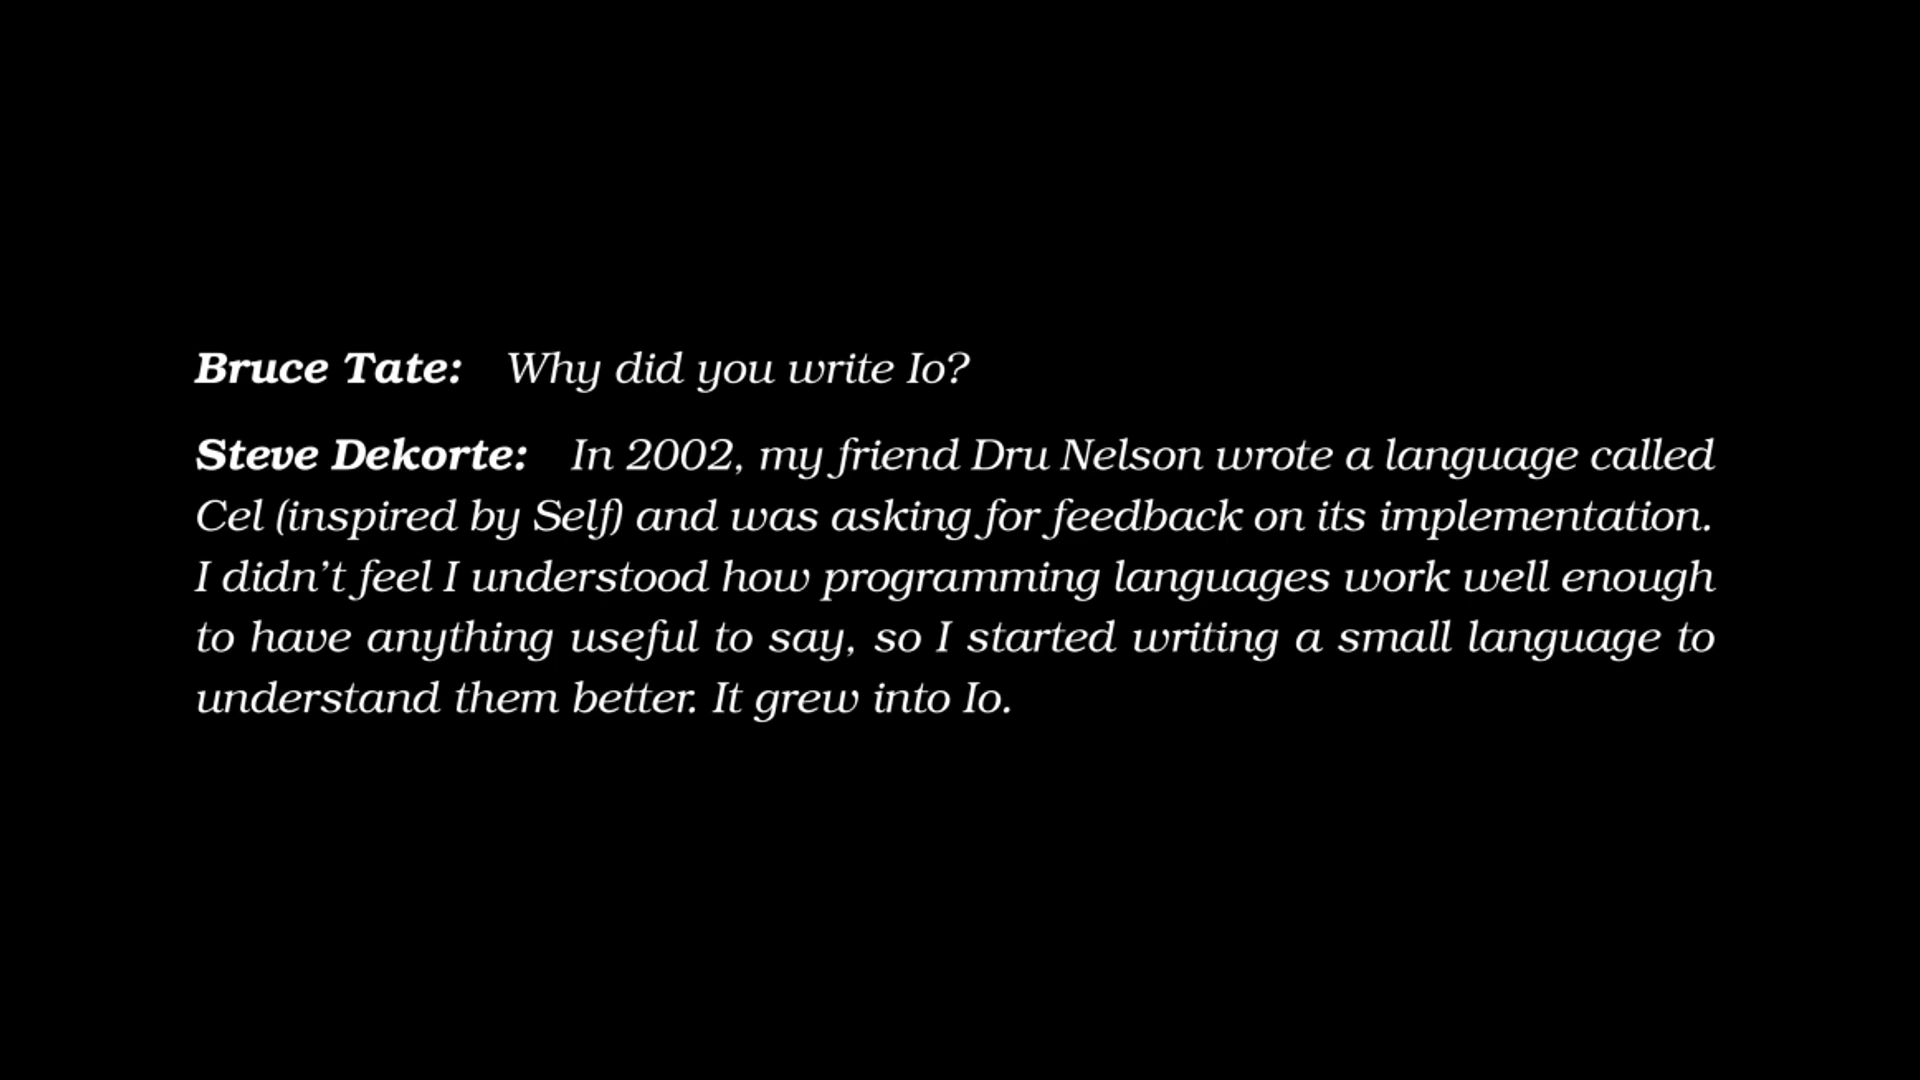 Bruce Tate: Why did you write Io?
Steve Dekorte: In 2002, my friend Dru Nelson wrote a language called
Cel (inspired by Self) and was asking for feedback on its implementation.
I didn’t feel I understood how programming languages work well enough
to have anything useful to say, so I started writing a small language to
understand them better. It grew into Io.